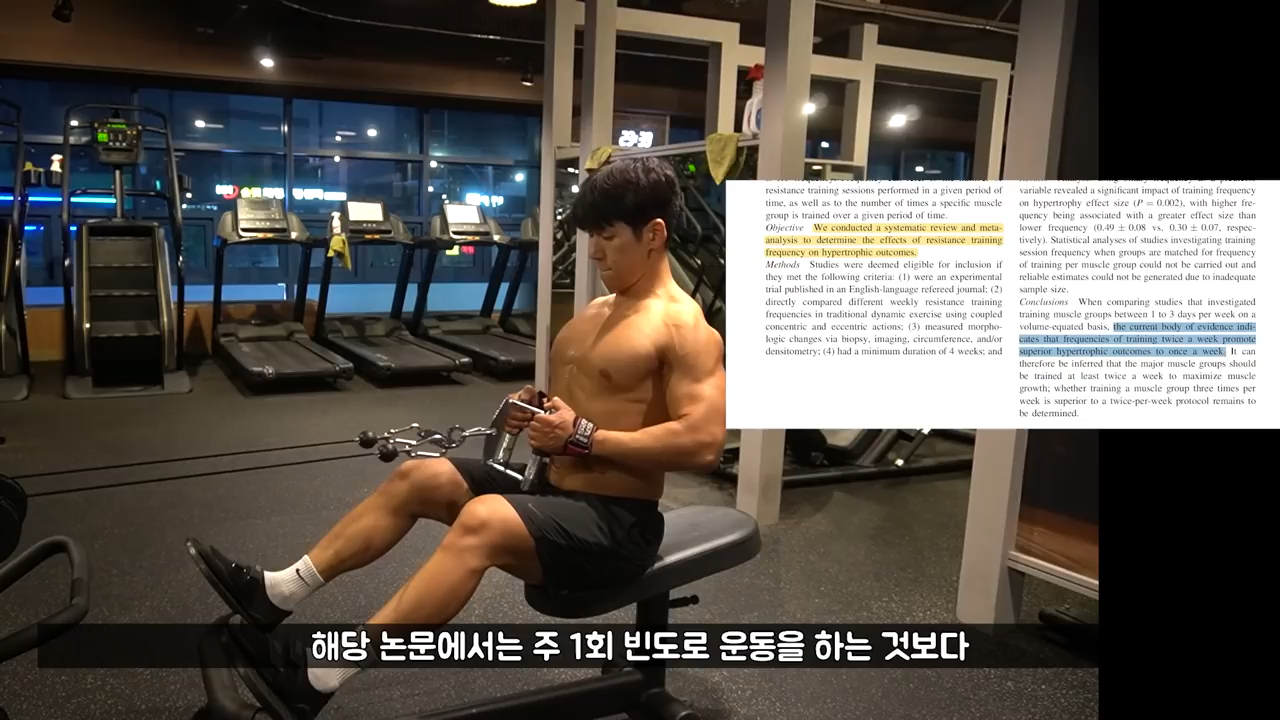 23:30
resistance training sessions performed in a given period of
time, as well as to the number of times a specific muscle
group is trained over a given period of time.
Objective We conducted a systematic review and meta-
analysis to determine the effects of resistance training
frequency on hypertrophic outcomes.
Methods Studies were deemed eligible for inclusion if
they met the following criteria: (1) were an experimental
trial published in an English-language refereed journal; (2)
directly compared different weekly resistance training
frequencies in traditional dynamic exercise using coupled
concentric and eccentric actions; (3) measured morpho-
logic changes via biopsy, imaging, circumference, and/or
densitometry; (4) had a minimum duration of 4 weeks; and
variable revealed a significant impact of training frequency
on hypertrophy effect size (P = 0.002), with higher fre-
quency being associated with a greater effect size than
lower frequency (0.49 ± 0.08 vs. 0.30 ± 0.07, respec-
tively). Statistical analyses of studies investigating training
session frequency when groups are matched for frequency
of training per muscle group could not be carried out and
reliable estimates could not be generated due to inadequate
sample size.
Conclusions When comparing studies that investigated
training muscle groups between 1 to 3 days per week on a
volume-equated basis, the current body of evidence indi-
cates that frequencies of training twice a week promote
superior hypertrophic outcomes to once a week. It can
therefore be inferred that the major muscle groups should
be trained at least twice a week to maximize muscle
growth; whether training a muscle group three times per
week is superior to a twice-per-week protocol remains to
be determined.
해당 논문에서는 주 1회 빈도로 운동을 하는 것보다